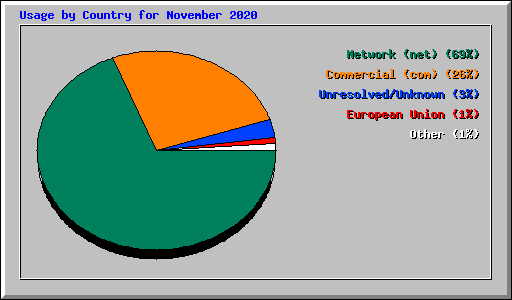 Usage by Country for November 2020
Network (net) (69%)
Commercial (com) (26%)
Unresolved/Unknown (3%)
European Union (1%)
Other (1%)